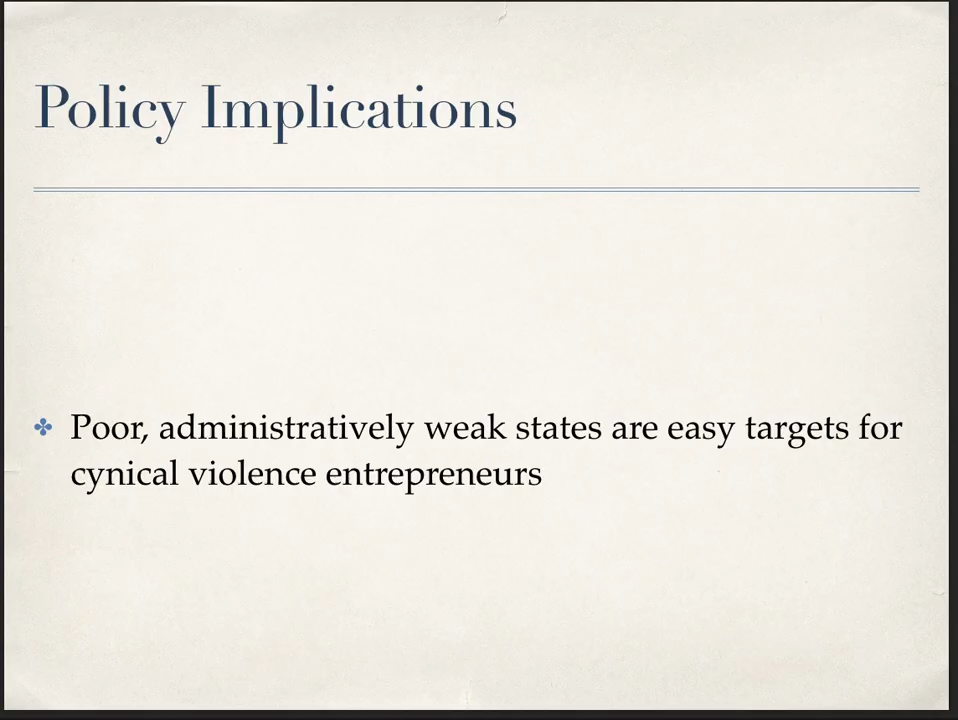 Policy Implications
✤ Poor, administratively weak states are easy targets for
cynical violence entrepreneurs